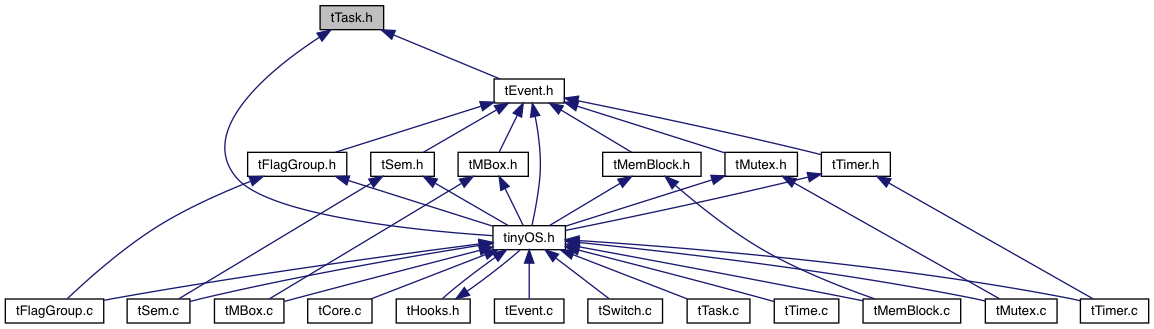 tTask.h
tEvent.h
tFlagGroup.h
tSem.h
tMBox.h
tMemBlock.h
tMutex.h
tTimer.h
tinyOS.h
tFlagGroup.c
tSem.c
tMBox.c
tCore.c
tHooks.h
tEvent.c
tSwitch.c
tTask.c
tTime.c
tMemBlock.c
tMutex.c
tTimer.c